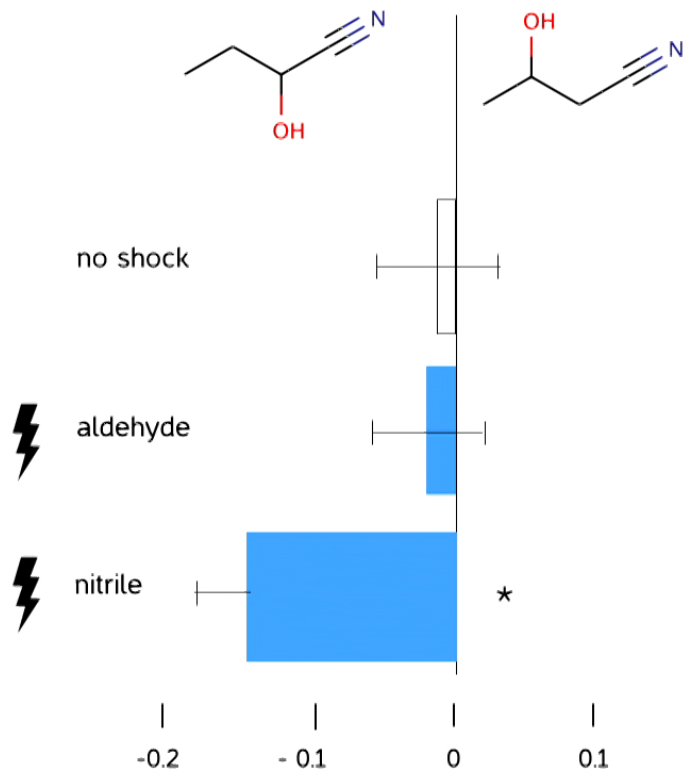 N
OH
OH
N
no shock
aldehyde
nitrile
*
-0.2 - 0.1 0 0.1